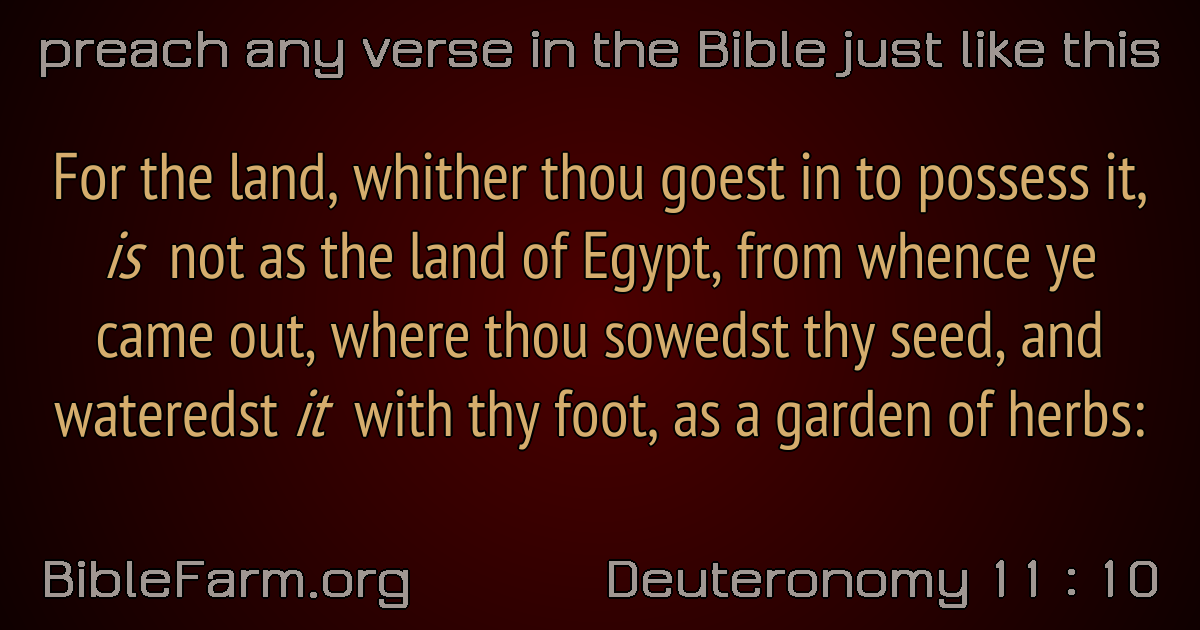 preach any verse in the Bible just like this
For the land, whither thou goest in to possess it,
is not as the land of Egypt, from whence ye
came out, where thou sowedst thy seed, and
wateredst it with thy foot, as a garden of herbs:
BibleFarm.org
Deuteronomy 11 : 10